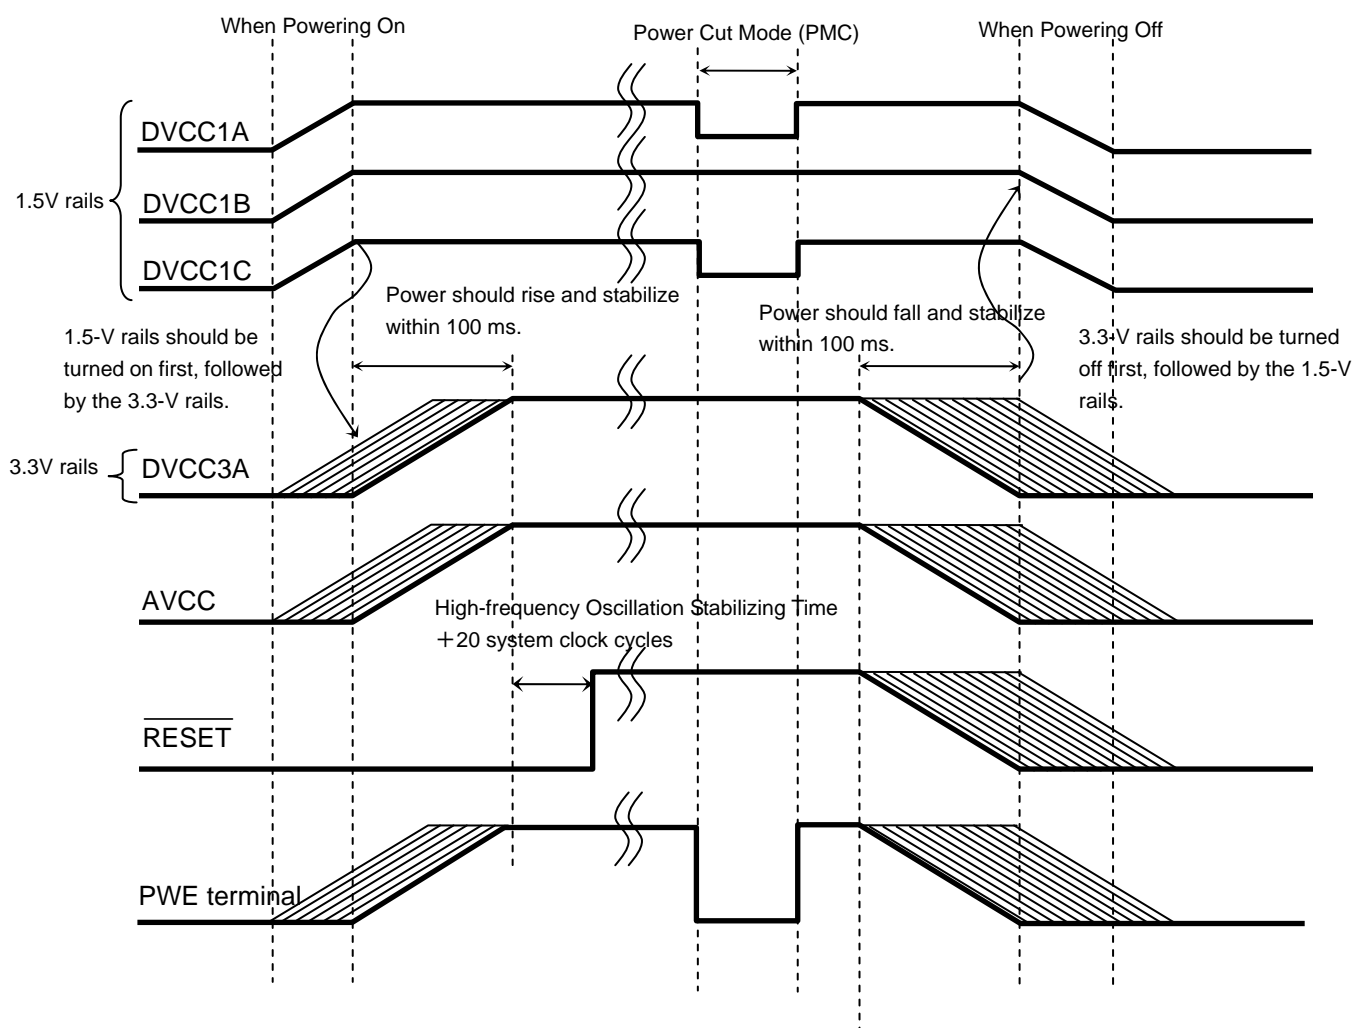 When Powering On
Power Cut Mode (PMC)
When Powering Off
DVCC1A
1.5V rails
DVCC1B
DVCC1C
Power should rise and stabilize
within 100 ms.
Power should fall and stabilize
within 100 ms.
1.5-V rails should be
turned on first, followed
by the 3.3-V rails.
3.3-V rails should be turned
off first, followed by the 1.5-V
rails.
3.3V rails
DVCC3A
AVCC
High-frequency Oscillation Stabilizing Time
+20 system clock cycles
RESET
PWE terminal